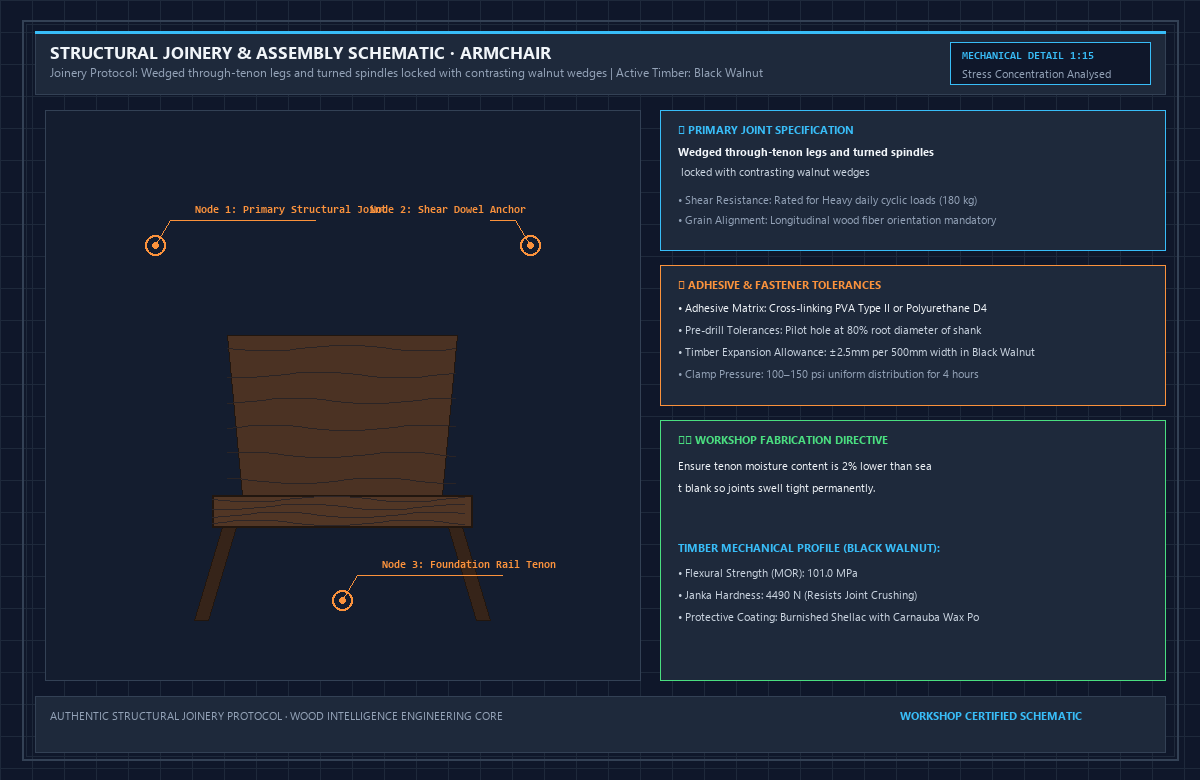 STRUCTURAL JOINERY & ASSEMBLY SCHEMATIC · ARMCHAIR
Joinery Protocol: Wedged through-tenon legs and turned spindles locked with contrasting walnut wedges | Active Timber: Black Walnut
MECHANICAL DETAIL 1:15
Stress Concentration Analysed
Node 1: Primary Structural Joint
Node 2: Shear Dowel Anchor
Node 3: Foundation Rail Tenon
PRIMARY JOINT SPECIFICATION
Wedged through-tenon legs and turned spindles
locked with contrasting walnut wedges
• Shear Resistance: Rated for Heavy daily cyclic loads (180 kg)
• Grain Alignment: Longitudinal wood fiber orientation mandatory
ADHESIVE & FASTENER TOLERANCES
• Adhesive Matrix: Cross-linking PVA Type II or Polyurethane D4
• Pre-drill Tolerances: Pilot hole at 80% root diameter of shank
• Timber Expansion Allowance: ±2.5mm per 500mm width in Black Walnut
• Clamp Pressure: 100–150 psi uniform distribution for 4 hours
WORKSHOP FABRICATION DIRECTIVE
Ensure tenon moisture content is 2% lower than sea
t blank so joints swell tight permanently.
TIMBER MECHANICAL PROFILE (BLACK WALNUT):
• Flexural Strength (MOR): 101.0 MPa
• Janka Hardness: 4490 N (Resists Joint Crushing)
• Protective Coating: Burnished Shellac with Carnauba Wax Po
AUTHENTIC STRUCTURAL JOINERY PROTOCOL · WOOD INTELLIGENCE ENGINEERING CORE
WORKSHOP CERTIFIED SCHEMATIC